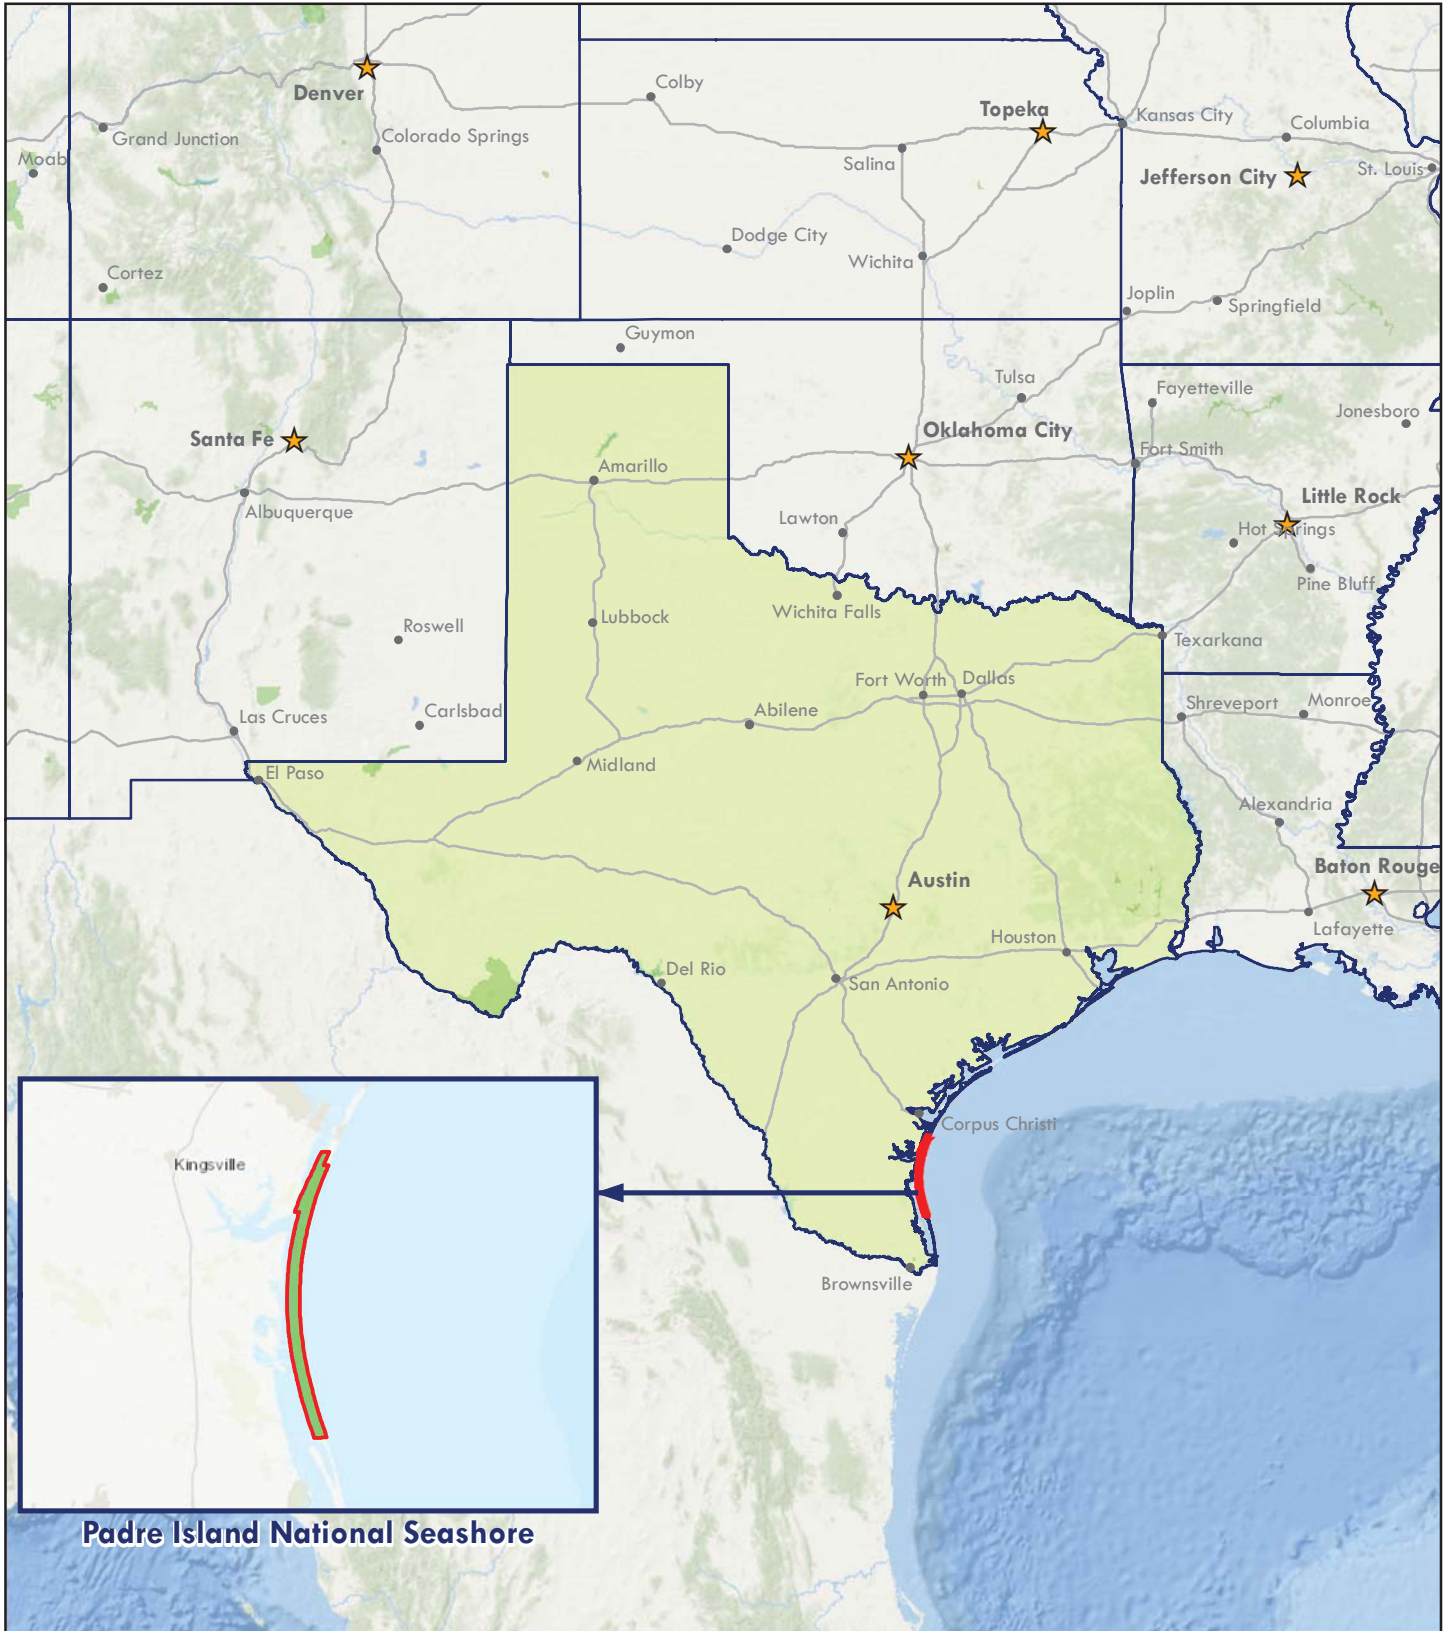 Denver
Colby
Topeka
Kansas City
Columbia
Grand Junction
Colorado Springs
Moab
Salina
Jefferson City
St. Louis
Dodge City
Wichita
Cortez
Joplin
Springfield
Guymon
Tulsa
Fayetteville
Jonesboro
Santa Fe
Oklahoma City
Fort Smith
Amarillo
Little Rock
Albuquerque
Lawton
Hot Springs
Pine Bluff
Wichita Falls
Lubbock
Roswell
Texarkana
Fort Worth
Dallas
Las Cruces
Carlsbad
Abilene
Shreveport
Monroe
El Paso
Midland
Alexandria
Baton Rouge
Austin
Lafayette
Houston
Del Rio
San Antonio
Corpus Christi
Kingsville
Brownsville
Padre Island National Seashore